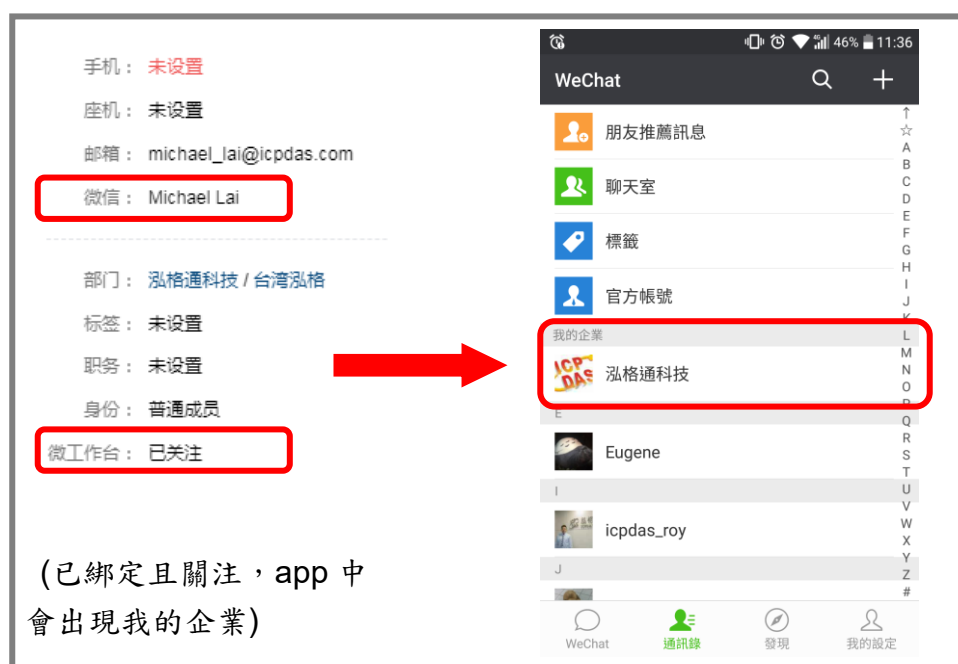 手机： 未设置
座机： 未设置
邮箱： michael_lai@icpdas.com
微信： Michael Lai
部门： 泓格通科技 / 台湾泓格
标签： 未设置
职务： 未设置
身份： 普通成员
微工作台： 已关注
(已綁定且關注，app 中
會出現我的企業)
46% 11:36
WeChat
朋友推薦訊息
聊天室
標籤
官方帳號
我的企業
ICP DAS
泓格通科技
E
Eugene
I
icpdas_roy
J
↑
☆
A
B
C
D
E
F
G
H
I
J
K
L
M
N
O
P
Q
R
S
T
U
V
W
X
Y
Z
#
WeChat 通訊錄 發現 我的設定